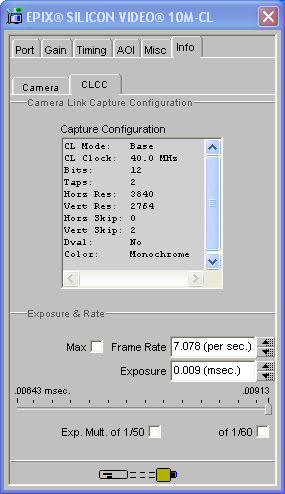 EPIX® SILICON VIDEO® 10M-CL
Port Gain Timing AOI Misc Info
Camera CLCC
Camera Link Capture Configuration
Capture Configuration
CL Mode: Base
CL Clock: 40.0 MHz
Bits: 12
Taps: 2
Horz Res: 3840
Vert Res: 2764
Horz Skip: 0
Vert Skip: 2
Dval: No
Color: Monochrome
Exposure & Rate
Max Frame Rate 7.078 (per sec.)
Exposure 0.009 (msec.)
.00643 msec. .00913
Exp. Mult. of 1/50 of 1/60